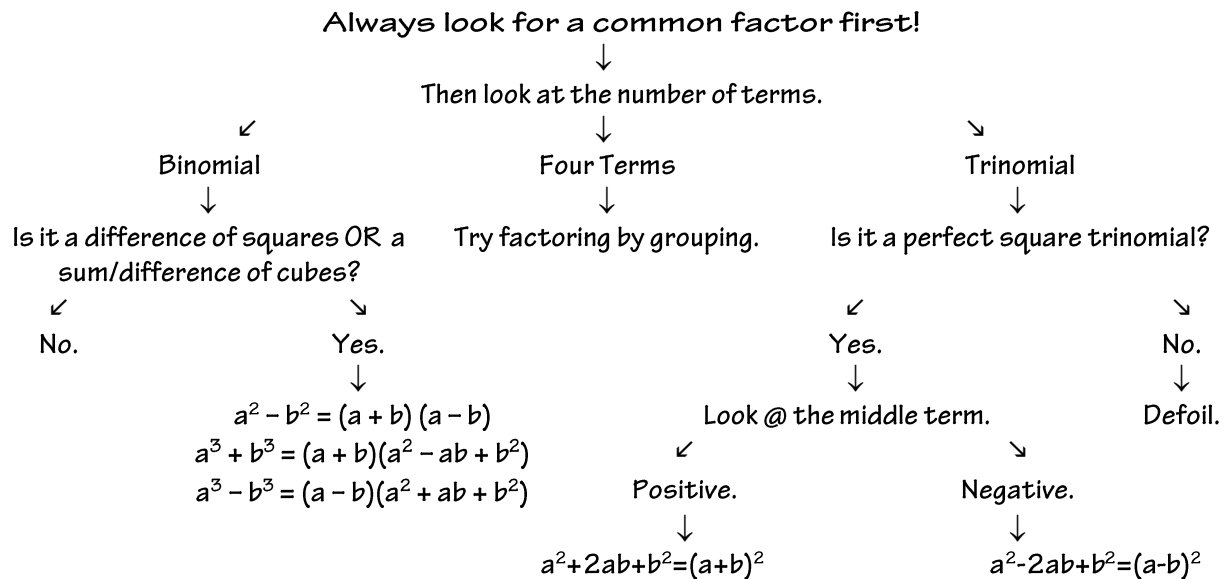 Always look for a common factor first!
Then look at the number of terms.
Binomial
Four Terms
Trinomial
Is it a difference of squares OR a
sum/difference of cubes?
Try factoring by grouping.
Is it a perfect square trinomial?
No.
Yes.
Yes.
No.
a² – b² = (a + b) (a – b)
a³ + b³ = (a + b)(a² – ab + b²)
a³ – b³ = (a – b)(a² + ab + b²)
Look @ the middle term.
Defoil.
Positive.
Negative.
a²+2ab+b²=(a+b)²
a²-2ab+b²=(a-b)²